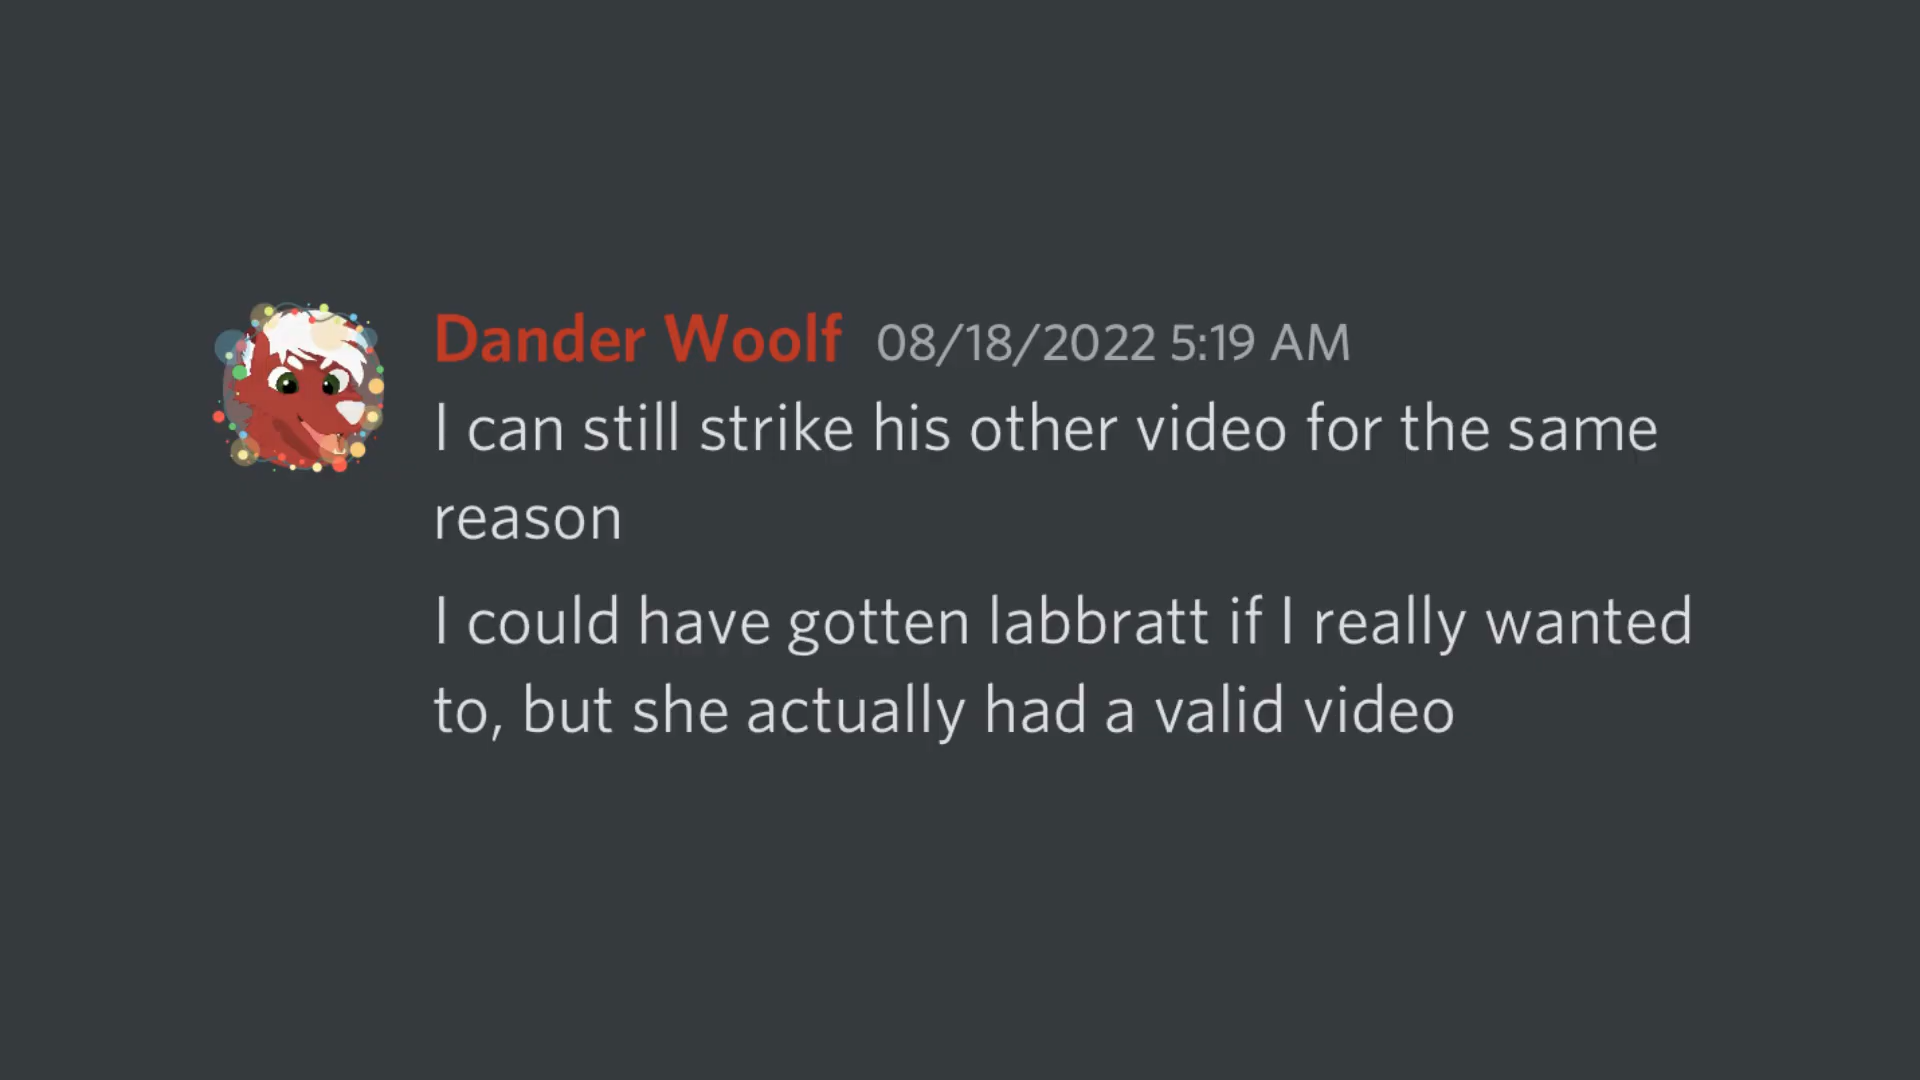 Dander Woolf 08/18/2022 5:19 AM
I can still strike his other video for the same
reason
I could have gotten labbratt if I really wanted
to, but she actually had a valid video